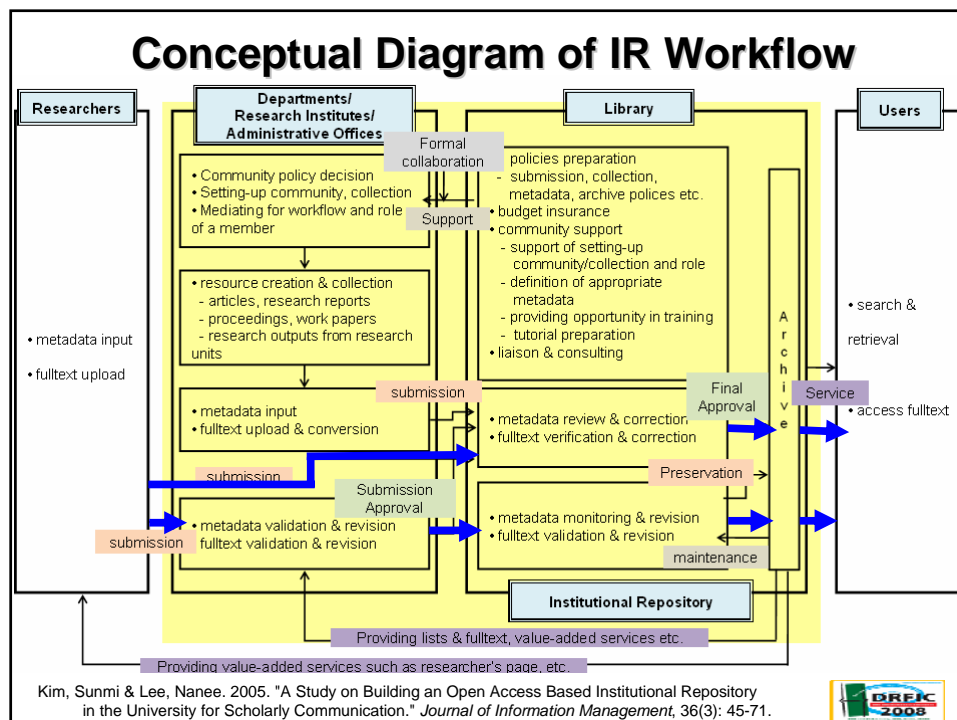 Conceptual Diagram of IR Workflow
Researchers
Departments/
Research Institutes/
Administrative Offices
Library
Users
• metadata input
• fulltext upload
• Community policy decision
• Setting-up community, collection
• Mediating for workflow and role
of a member
Formal
collaboration
Support
• resource creation & collection
- articles, research reports
- proceedings, work papers
- research outputs from research
units
• metadata input
• fulltext upload & conversion
submission
submission
submission
Submission
Approval
• metadata validation & revision
fulltext validation & revision
policies preparation
- submission, collection,
metadata, archive polices etc.
• budget insurance
• community support
- support of setting-up
community/collection and role
- definition of appropriate
metadata
- providing opportunity in training
- tutorial preparation
• liaison & consulting
• metadata review & correction
• fulltext verification & correction
Final
Approval
Preservation
• metadata monitoring & revision
• fulltext validation & revision
maintenance
Archive
Service
• search &
retrieval
• access fulltext
Institutional Repository
Providing lists & fulltext, value-added services etc.
Providing value-added services such as researcher's page, etc.
Kim, Sunmi & Lee, Nanee. 2005. "A Study on Building an Open Access Based Institutional Repository
in the University for Scholarly Communication." Journal of Information Management, 36(3): 45-71.
DRFIC
2008